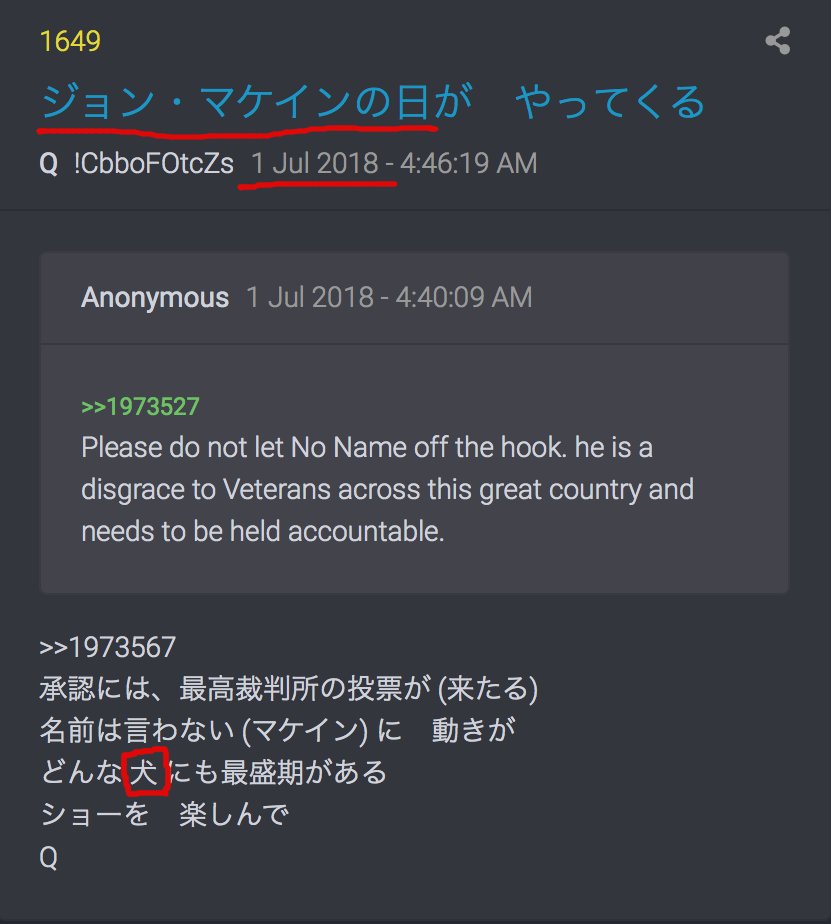 1649
ジョン・マケインの日が　やってくる
Q !CbboFOtcZs 1 Jul 2018 - 4:46:19 AM
Anonymous 1 Jul 2018 - 4:40:09 AM
>>1973527
Please do not let No Name off the hook. he is a
disgrace to Veterans across this great country and
needs to be held accountable.
>>1973567
承認には、最高裁判所の投票が (来たる)
名前は言わない (マケイン) に　動きが
どんな犬にも最盛期がある
ショーを　楽しんで
Q